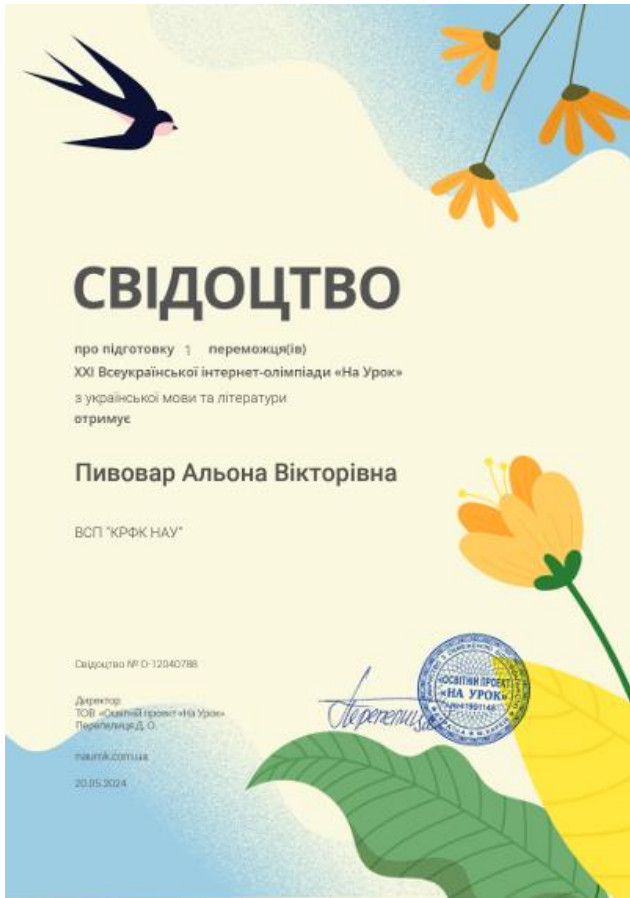 СВІДОЦТВО
про підготовку 1 переможця(ів)
XXI Всеукраїнської інтернет-олімпіади «На Урок»
з української мови та літератури
отримує
Пивовар Альона Вікторівна
ВСП "КРФК НАУ"
Свідоцтво № О-12040788
Директор
ТОВ «Освітній проект «На Урок»
Перепелиця Д. О.
naurok.com.ua
20.05.2024
Перепелиця
«ОСВІТНІЙ ПРОЕКТ
«НА УРОК»